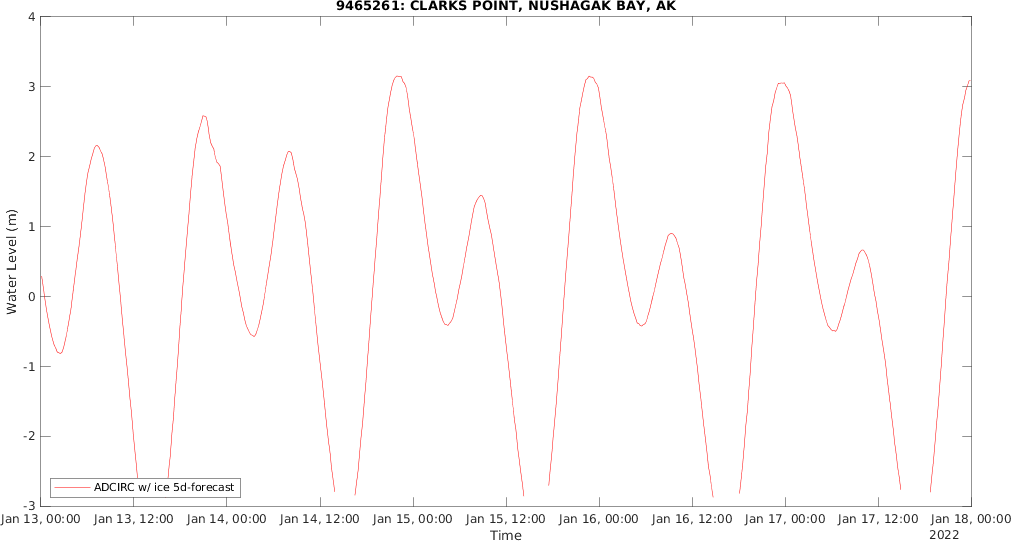 9465261: CLARKS POINT, NUSHAGAK BAY, AK
4
3
2
1
0
-1
-2
-3
Water Level (m)
ADCIRC w/ ice 5d-forecast
Jan 13, 00:00 Jan 13, 12:00 Jan 14, 00:00 Jan 14, 12:00 Jan 15, 00:00 Jan 15, 12:00 Jan 16, 00:00 Jan 16, 12:00 Jan 17, 00:00 Jan 17, 12:00 Jan 18, 00:00
Time
2022